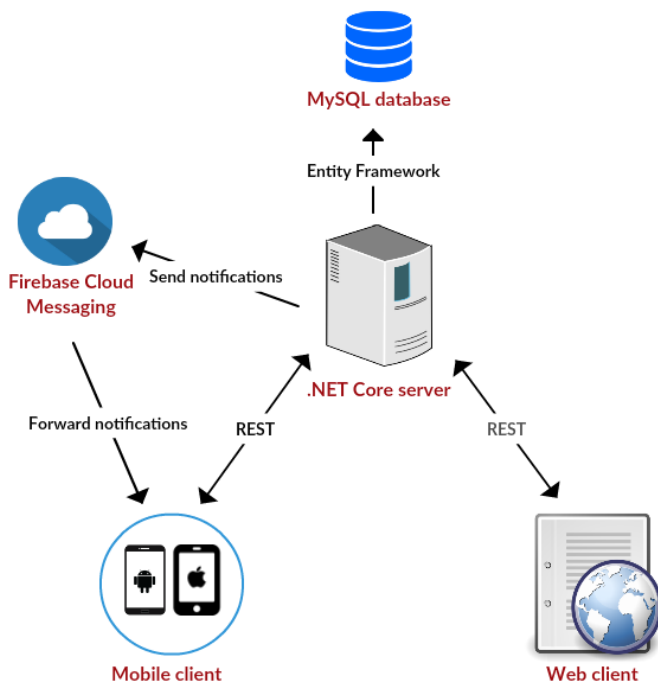 MySQL database
Entity Framework
Send notifications
Firebase Cloud
Messaging
.NET Core server
Forward notifications
REST
REST
Mobile client
Web client